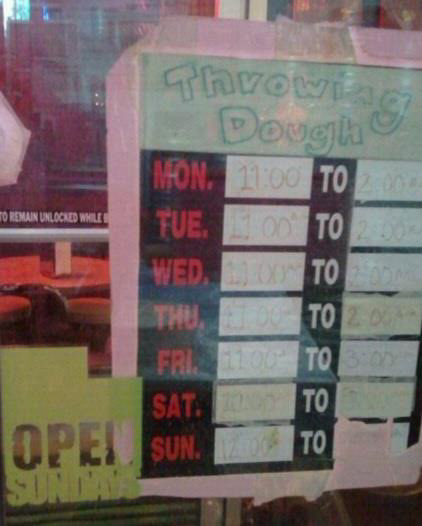 Throwing
Dough
TO REMAIN UNLOCKED WHILE
MON. 11:00 TO 2:00
TUE. 11:00 TO 2:00
WED. 11:00 TO 2:00
THU. 11:00 TO 2:00
FRI. 11:00 TO 3:00
SAT. TO
SUN. 12:00 TO
OPEN
SUNDAYS